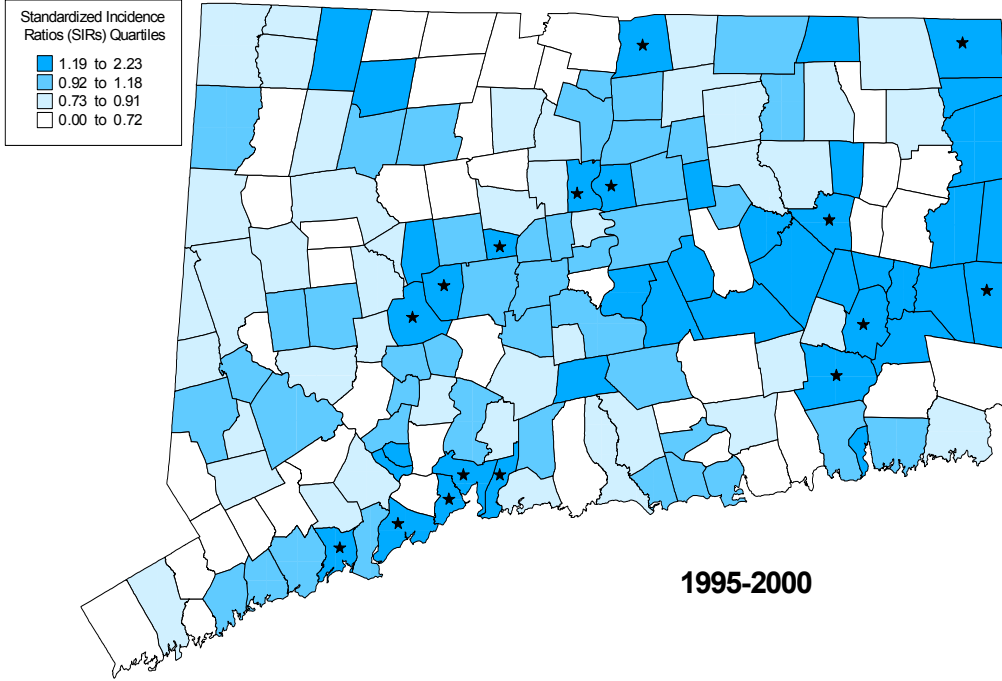 Standardized Incidence
Ratios (SIRs) Quartiles
1.19 to 2.23
0.92 to 1.18
0.73 to 0.91
0.00 to 0.72
1995-2000